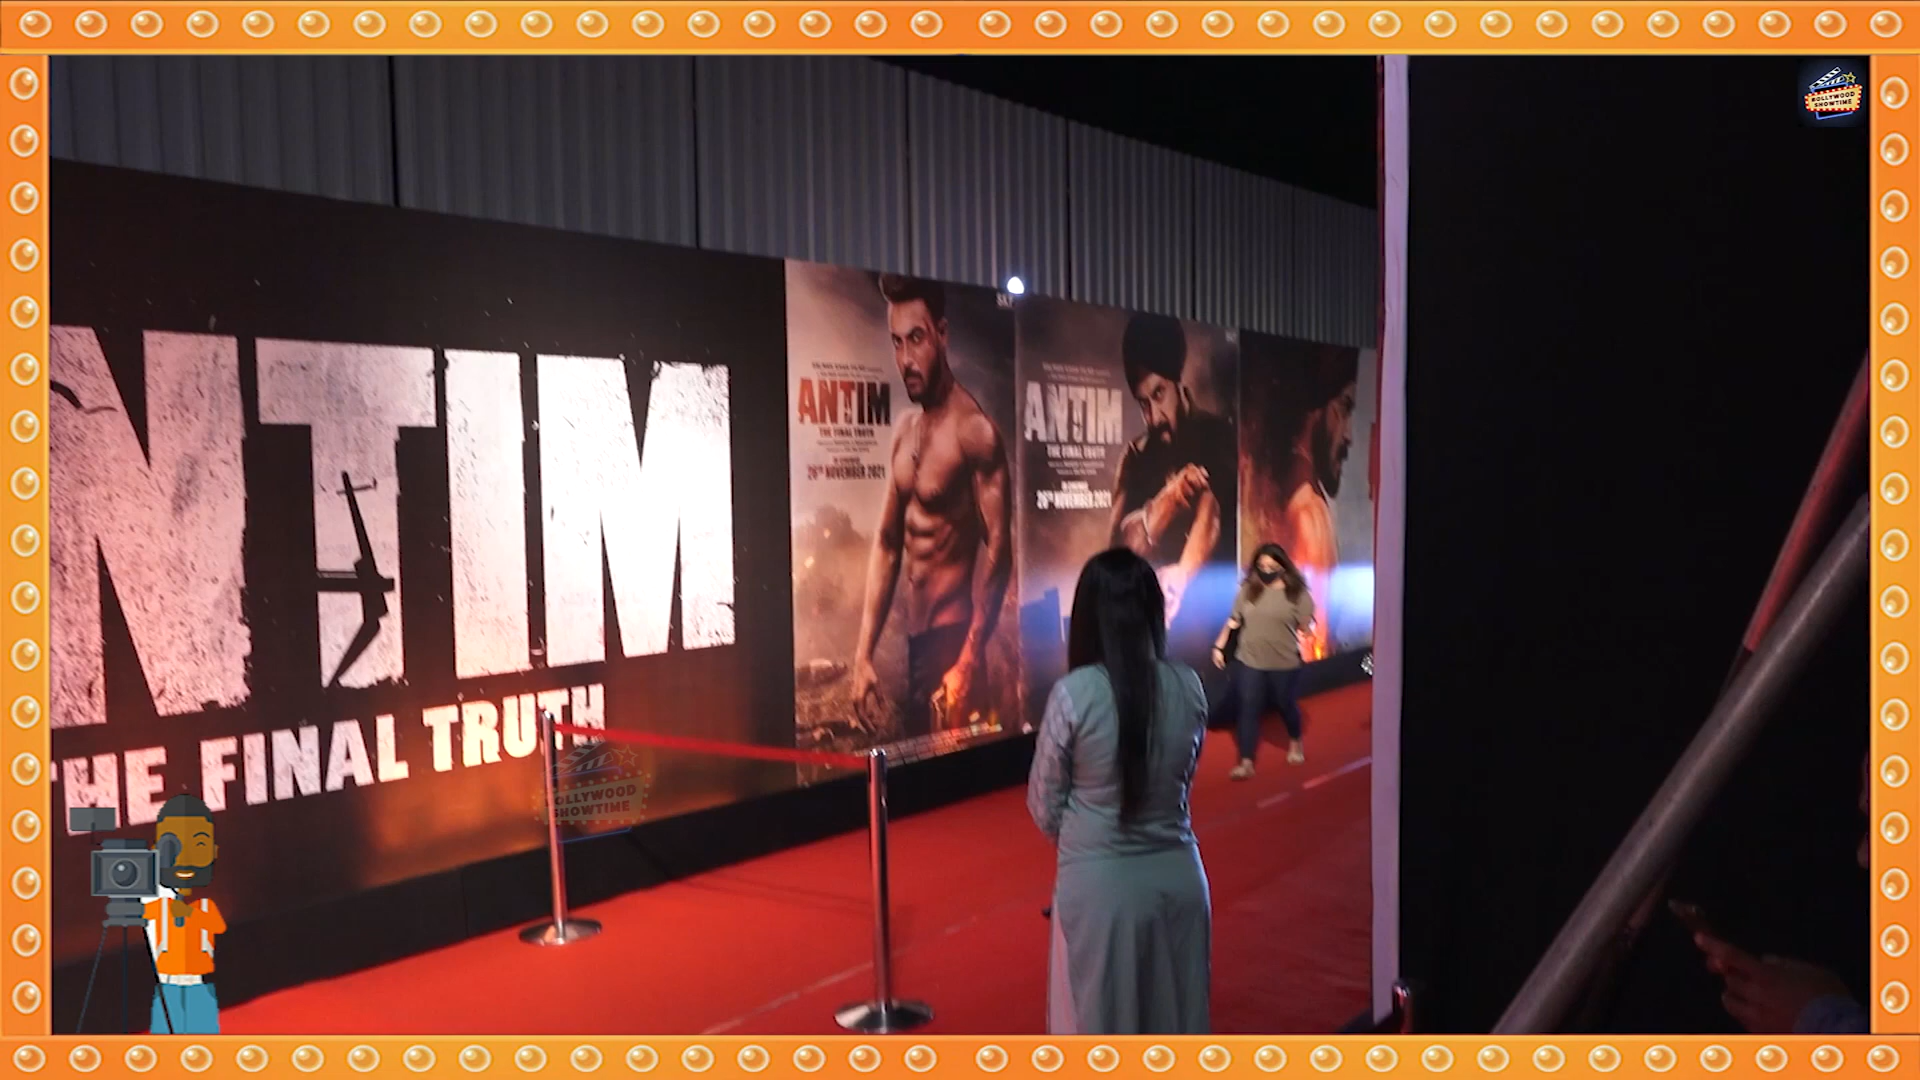 NTIM
THE FINAL TRUTH
ANTIM
THE FINAL TRUTH
26TH NOVEMBER 2021
ANTIM
THE FINAL TRUTH
26TH NOVEMBER 2021
BOLLYWOOD
SHOWTIME
BOLLYWOOD
SHOWTIME